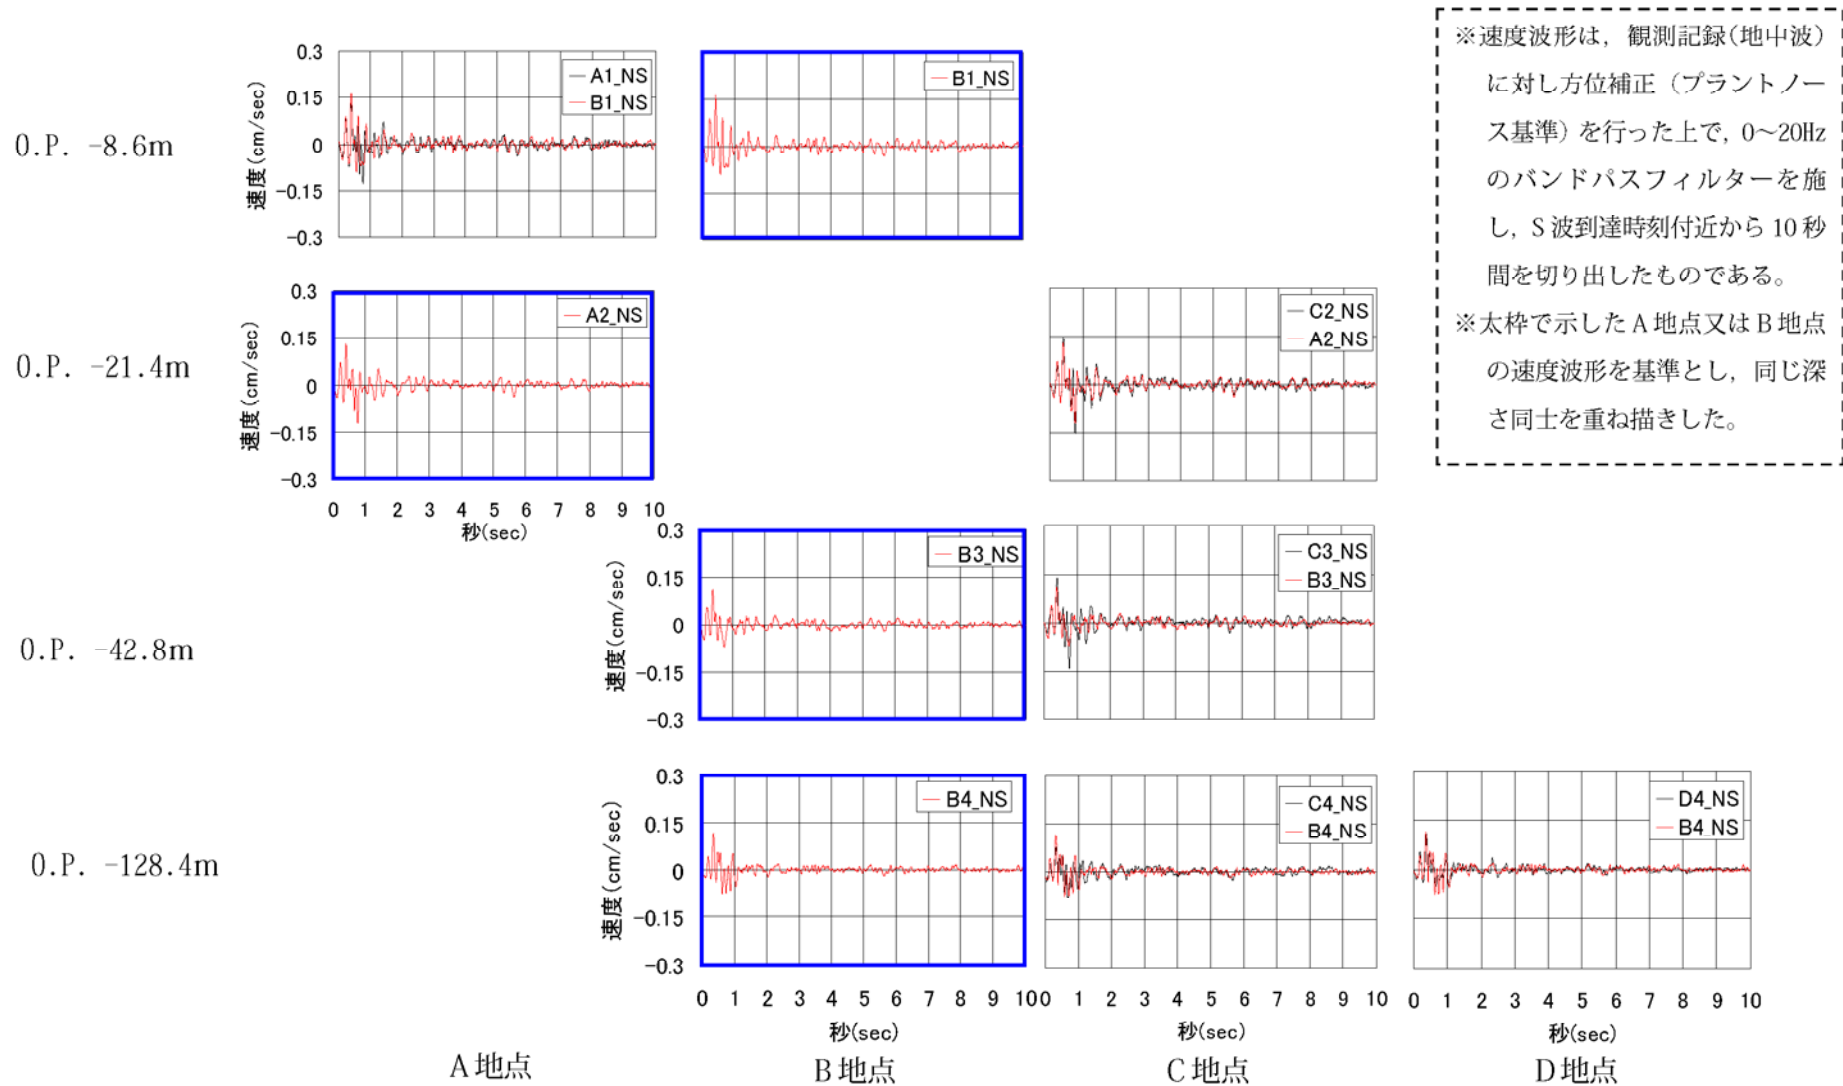 ※速度波形は，観測記録(地中波)
に対し方位補正（プラントノー
ス基準）を行った上で，0～20Hz
のバンドパスフィルターを施
し，S 波到達時刻付近から 10 秒
間を切り出したものである。
※太枠で示した A 地点又は B 地点
の速度波形を基準とし，同じ深
さ同士を重ね描きした。
O.P. -8.6m
速度(cm/sec)
0.3
0.15
0
-0.15
-0.3
A1_NS
B1_NS
B1_NS
O.P. -21.4m
速度(cm/sec)
0.3
0.15
0
-0.15
-0.3
A2_NS
0 1 2 3 4 5 6 7 8 9 10
秒(sec)
C2_NS
A2_NS
O.P. -42.8m
速度(cm/sec)
0.3
0.15
0
-0.15
-0.3
B3_NS
C3_NS
B3_NS
O.P. -128.4m
速度(cm/sec)
0.3
0.15
0
-0.15
-0.3
B4_NS
C4_NS
B4_NS
D4_NS
B4_NS
0 1 2 3 4 5 6 7 8 9 10
秒(sec)
0 1 2 3 4 5 6 7 8 9 10
秒(sec)
0 1 2 3 4 5 6 7 8 9 10
秒(sec)
A 地点
B 地点
C 地点
D 地点